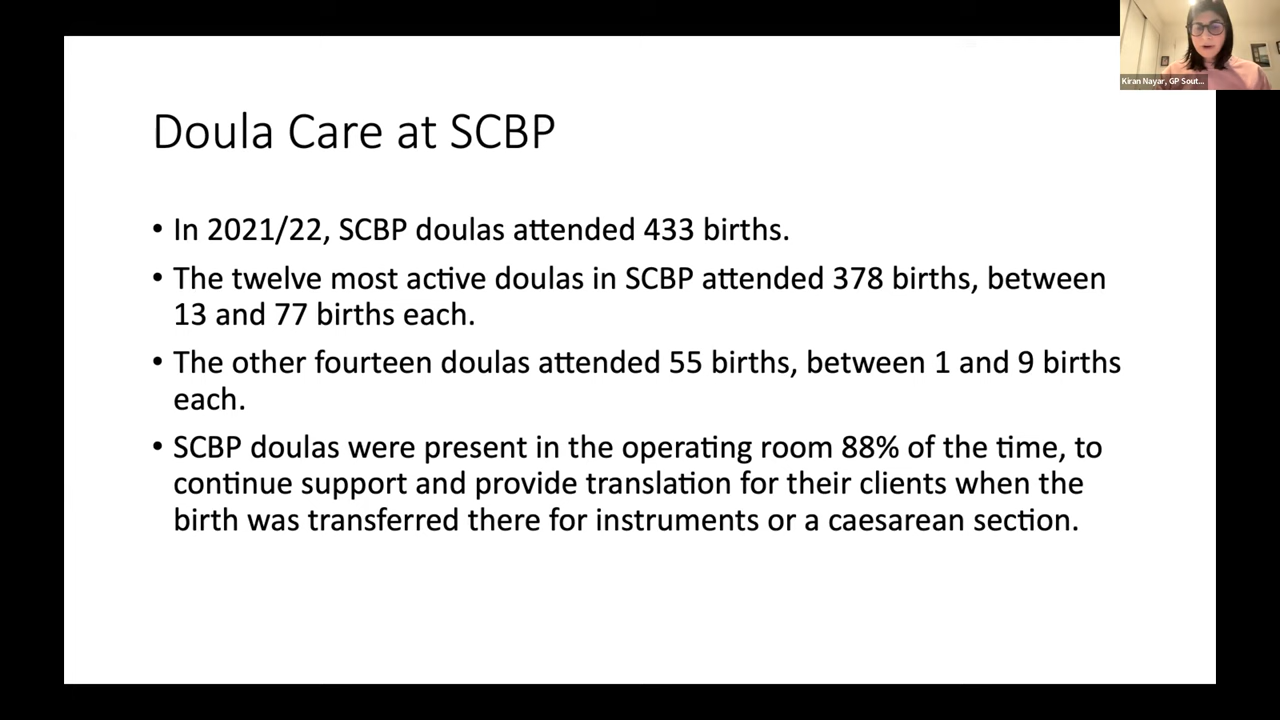 Doula Care at SCBP
• In 2021/22, SCBP doulas attended 433 births.
• The twelve most active doulas in SCBP attended 378 births, between
13 and 77 births each.
• The other fourteen doulas attended 55 births, between 1 and 9 births
each.
• SCBP doulas were present in the operating room 88% of the time, to
continue support and provide translation for their clients when the
birth was transferred there for instruments or a caesarean section.
Kiran Nayar, GP Sout...